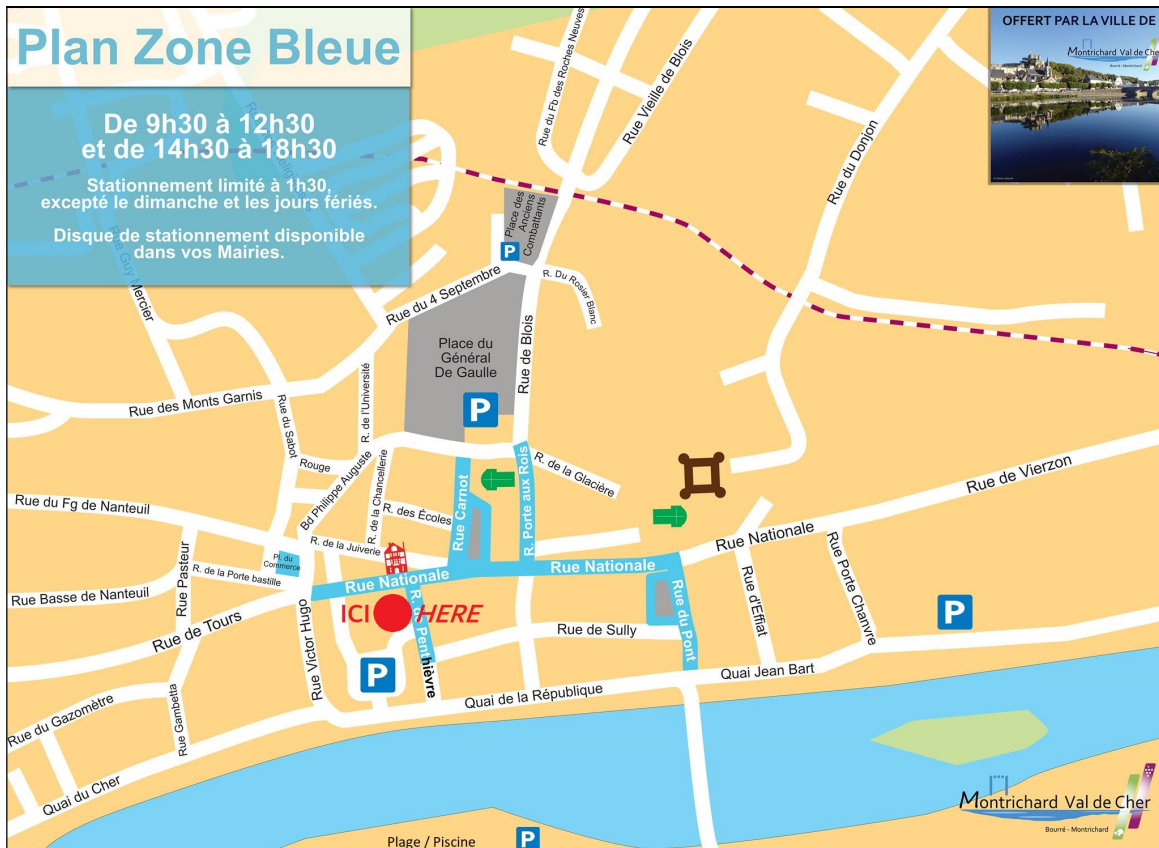 Plan Zone Bleue
De 9h30 à 12h30
et de 14h30 à 18h30
Stationnement limité à 1h30,
excepté le dimanche et les jours fériés.
Disque de stationnement disponible
dans vos Mairies.
OFFERT PAR LA VILLE DE
Montrichard Val de Cher
Bourré - Montrichard
Rue du Fb des Roches Neuves
Rue Vieille de Blois
Rue du Donjon
Place des
Anciens
Combattants
P
R. Du Rosier Blanc
Rue du 4 Septembre
Rue Guy Mercier
Place du
Général
De Gaulle
P
Rue de Blois
Rue des Monts Garnis
R. de l'Université
Rue du Sabot
Rouge
Bd Philippe Auguste
R. de la Chancellerie
R. des Écoles
Rue Carnot
R. Porte aux Rois
R. de la Glacière
Rue de Vierzon
Rue du Fg de Nanteuil
R. de la Juiverie
Pl. du
Commerce
R. de la Porte bastille
Rue Pasteur
Rue Basse de Nanteuil
Rue Nationale
Rue Nationale
Rue Nationale
Rue de Tours
Rue Victor Hugo
ICI HERE
R. de Penthièvre
P
Rue de Sully
Rue du Pont
Rue d'Effiat
Rue Porte Chanvre
P
Quai Jean Bart
Quai de la République
Rue du Gazomètre
Rue Gambetta
Quai du Cher
Plage / Piscine
P
Montrichard Val de Cher
Bourré - Montrichard